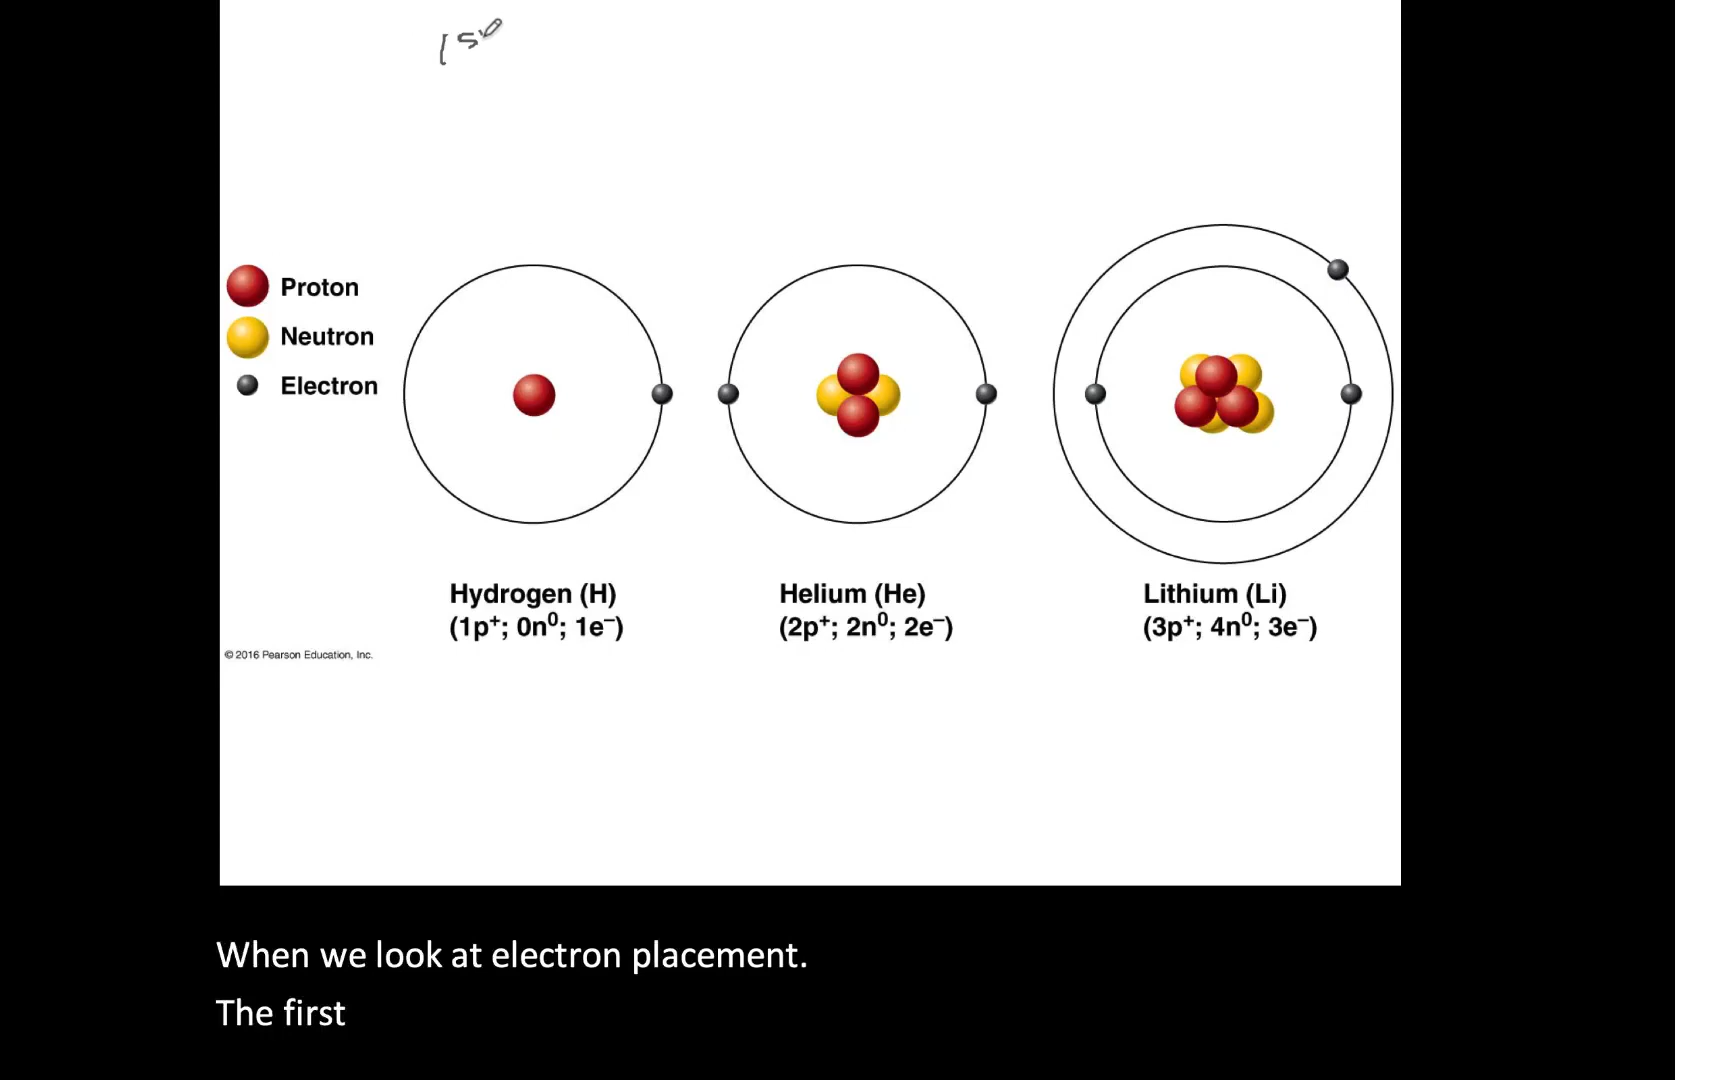 1s
Proton
Neutron
Electron
Hydrogen (H)
(1p⁺; 0n⁰; 1e⁻)
Helium (He)
(2p⁺; 2n⁰; 2e⁻)
Lithium (Li)
(3p⁺; 4n⁰; 3e⁻)
© 2016 Pearson Education, Inc.
When we look at electron placement.
The first